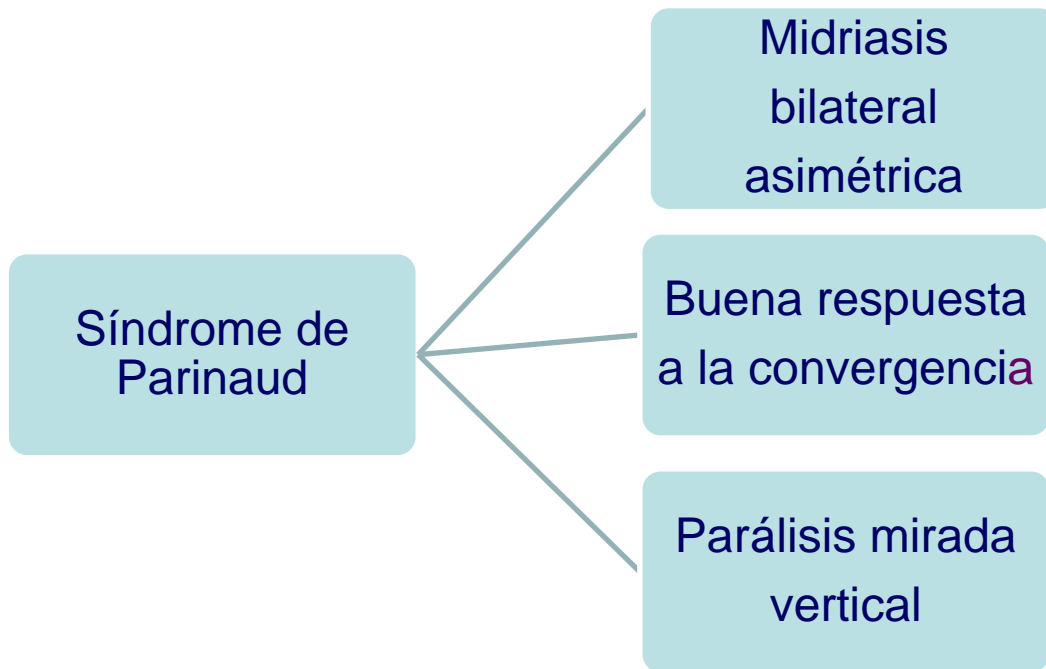 Síndrome de
Parinaud
Midriasis
bilateral
asimétrica
Buena respuesta
a la convergencia
Parálisis mirada
vertical